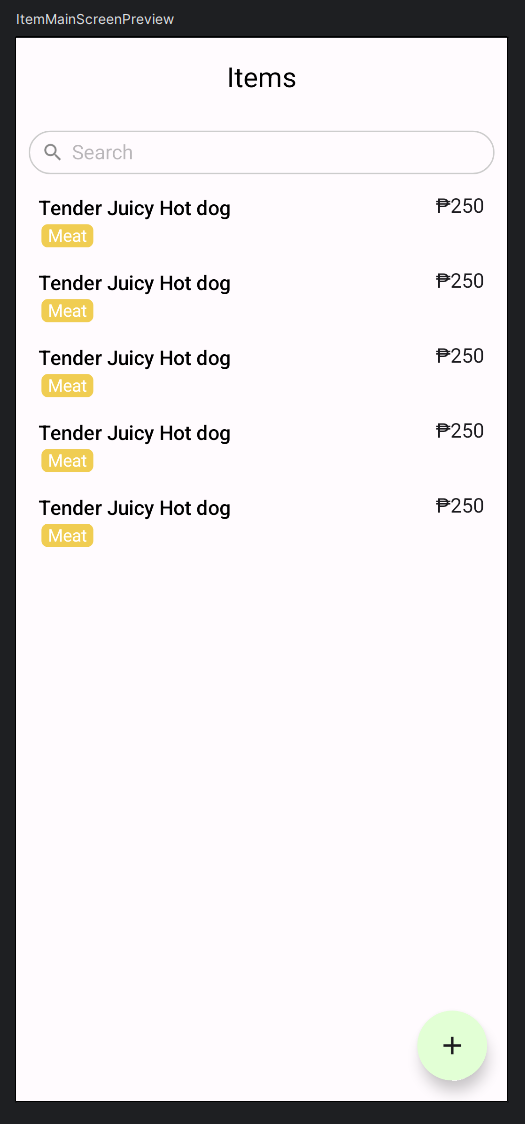 ItemMainScreenPreview
Items
Search
Tender Juicy Hot dog ₱250
Meat
Tender Juicy Hot dog ₱250
Meat
Tender Juicy Hot dog ₱250
Meat
Tender Juicy Hot dog ₱250
Meat
Tender Juicy Hot dog ₱250
Meat
+